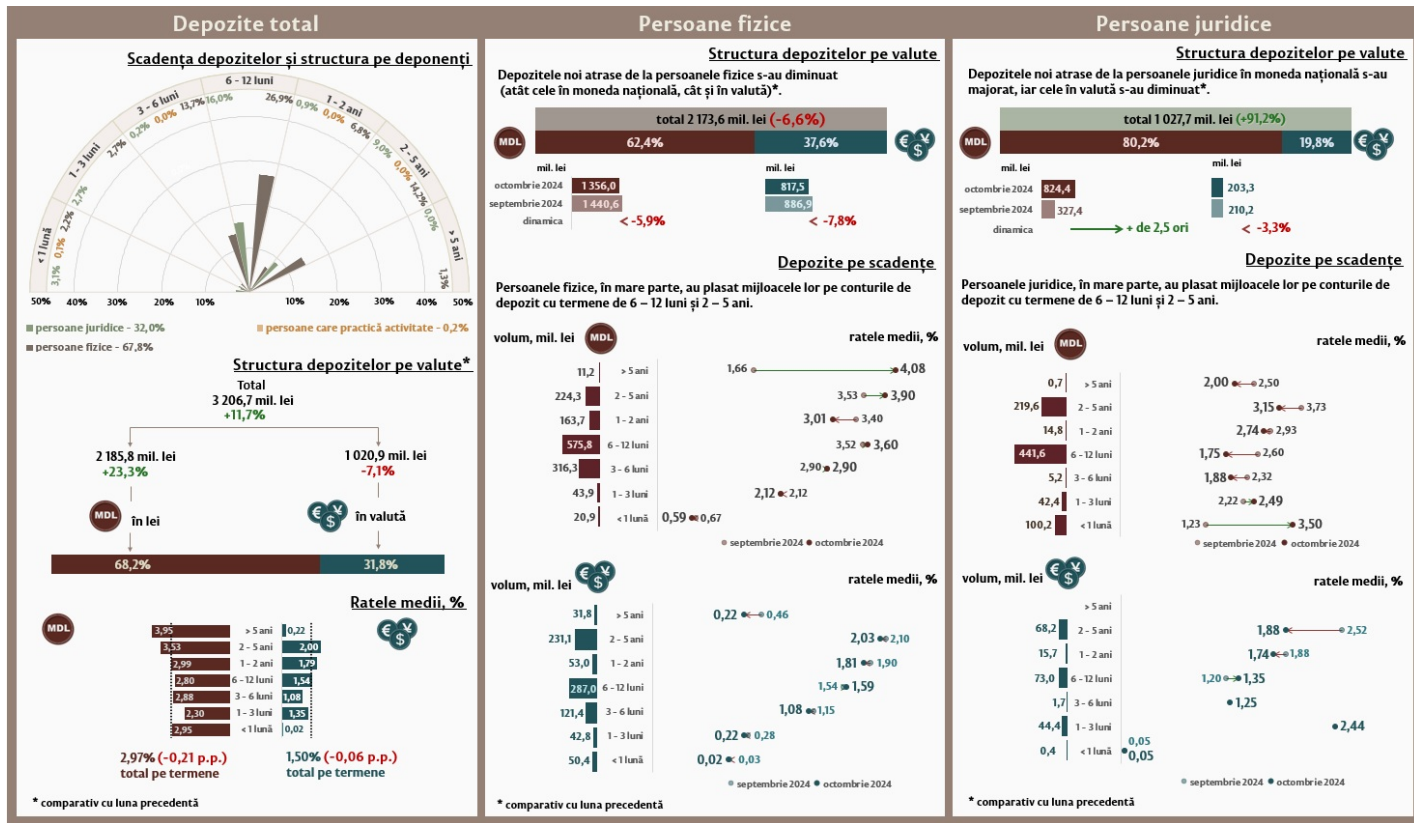 Depozite total
Scadența depozitelor și structura pe deponenți
< 1 lună
1 - 3 luni
3 - 6 luni
6 - 12 luni
1 - 2 ani
2 - 5 ani
> 5 ani
3,1%
0,1%
2,2%
2,7%
2,7%
0,2%
0,0%
13,7%
16,0%
26,9%
0,9%
0,0%
6,8%
9,0%
0,0%
14,2%
0,0%
1,3%
50% 40% 30% 20% 10% 10% 20% 30% 40% 50%
persoane juridice - 32,0%
persoane care practică activitate - 0,2%
persoane fizice - 67,8%
Structura depozitelor pe valute*
Total
3 206,7 mil. lei
+11,7%
2 185,8 mil. lei
+23,3%
1 020,9 mil. lei
-7,1%
MDL în lei
€ ¥ $ în valută
68,2% 31,8%
Ratele medii, %
MDL
€ ¥ $
3,95 > 5 ani 0,22
3,53 2 - 5 ani 2,00
2,99 1 - 2 ani 1,79
2,80 6 - 12 luni 1,54
2,88 3 - 6 luni 1,08
2,30 1 - 3 luni 1,35
2,95 < 1 lună 0,02
2,97% (-0,21 p.p.)
total pe termene
1,50% (-0,06 p.p.)
total pe termene
* comparativ cu luna precedentă
Persoane fizice
Structura depozitelor pe valute
Depozitele noi atrase de la persoanele fizice s-au diminuat
(atât cele în moneda națională, cât și în valută)*.
total 2 173,6 mil. lei (-6,6%)
MDL 62,4% 37,6% € ¥ $
mil. lei mil. lei
octombrie 2024 1 356,0 817,5
septembrie 2024 1 440,6 886,9
dinamica < -5,9% < -7,8%
Depozite pe scadențe
Persoanele fizice, în mare parte, au plasat mijloacele lor pe conturile de
depozit cu termene de 6 – 12 luni și 2 – 5 ani.
volum, mil. lei MDL ratele medii, %
11,2 > 5 ani 1,66 4,08
224,3 2 - 5 ani 3,53 3,90
163,7 1 - 2 ani 3,01 3,40
575,8 6 - 12 luni 3,52 3,60
316,3 3 - 6 luni 2,90 2,90
43,9 1 - 3 luni 2,12 2,12
20,9 < 1 lună 0,59 0,67
septembrie 2024 octombrie 2024
volum, mil. lei € ¥ $ ratele medii, %
31,8 > 5 ani 0,22 0,46
231,1 2 - 5 ani 2,03 2,10
53,0 1 - 2 ani 1,81 1,90
287,0 6 - 12 luni 1,54 1,59
121,4 3 - 6 luni 1,08 1,15
42,8 1 - 3 luni 0,22 0,28
50,4 < 1 lună 0,02 0,03
septembrie 2024 octombrie 2024
* comparativ cu luna precedentă
Persoane juridice
Structura depozitelor pe valute
Depozitele noi atrase de la persoanele juridice în moneda națională s-au
majorat, iar cele în valută s-au diminuat*.
total 1 027,7 mil. lei (+91,2%)
MDL 80,2% 19,8% € ¥ $
mil. lei mil. lei
octombrie 2024 824,4 203,3
septembrie 2024 327,4 210,2
dinamica + de 2,5 ori < -3,3%
Depozite pe scadențe
Persoanele juridice, în mare parte, au plasat mijloacele lor pe conturile de
depozit cu termene de 6 – 12 luni și 2 – 5 ani.
volum, mil. lei MDL ratele medii, %
0,7 > 5 ani 2,00 2,50
219,6 2 - 5 ani 3,15 3,73
14,8 1 - 2 ani 2,74 2,93
441,6 6 - 12 luni 1,75 2,60
5,2 3 - 6 luni 1,88 2,32
42,4 1 - 3 luni 2,22 2,49
100,2 < 1 lună 1,23 3,50
septembrie 2024 octombrie 2024
volum, mil. lei € ¥ $ ratele medii, %
> 5 ani
68,2 2 - 5 ani 1,88 2,52
15,7 1 - 2 ani 1,74 1,88
73,0 6 - 12 luni 1,20 1,35
1,7 3 - 6 luni 1,25
44,4 1 - 3 luni 2,44
0,4 < 1 lună 0,05 0,05
septembrie 2024 octombrie 2024
* comparativ cu luna precedentă